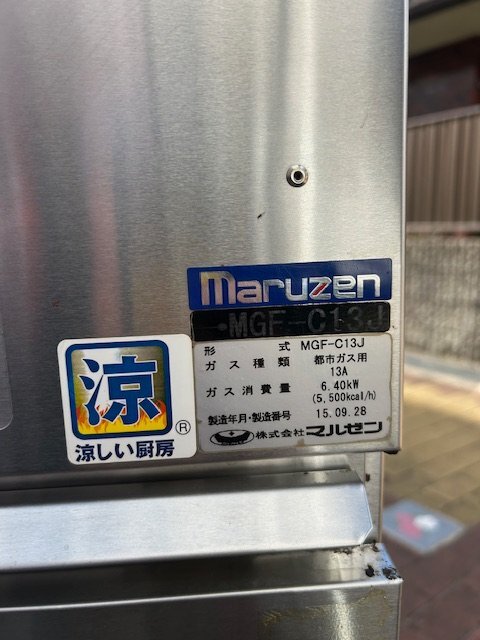 maruzen
MGF-C13J
形式 MGF-C13J
ガス種類 都市ガス用
13A
ガス消費量 6.40kW
(5,500kcal/h)
製造年月・製造番号 15.09.28
株式会社マルゼン
涼
®
涼しい厨房